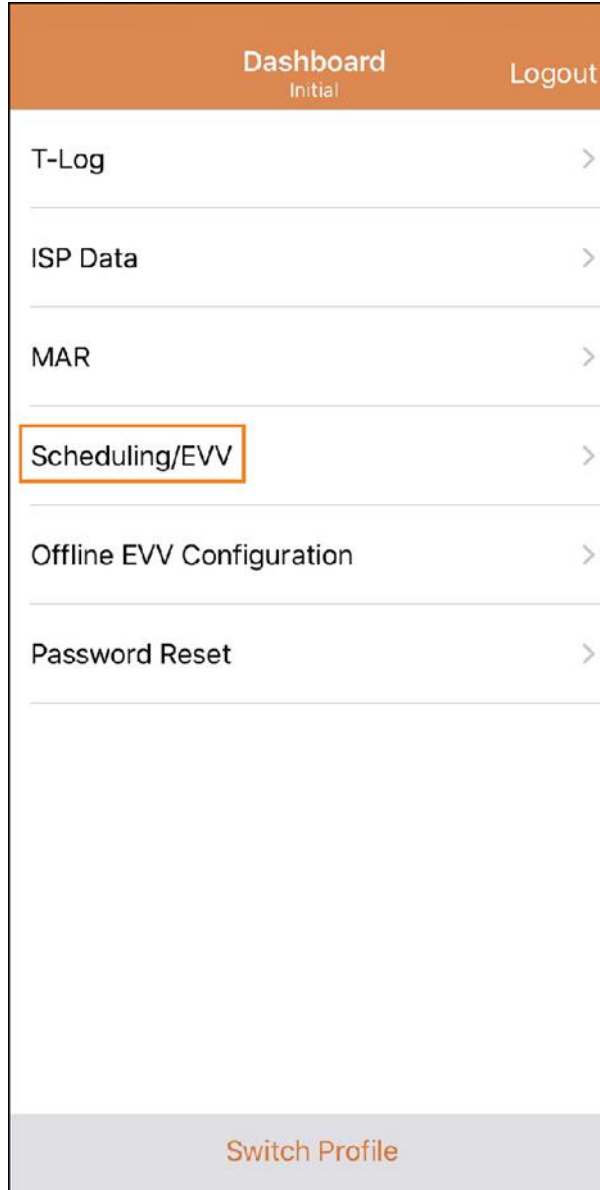 Dashboard
Logout
Initial
T-Log
ISP Data
MAR
Scheduling/EVV
Offline EVV Configuration
Password Reset
Switch Profile